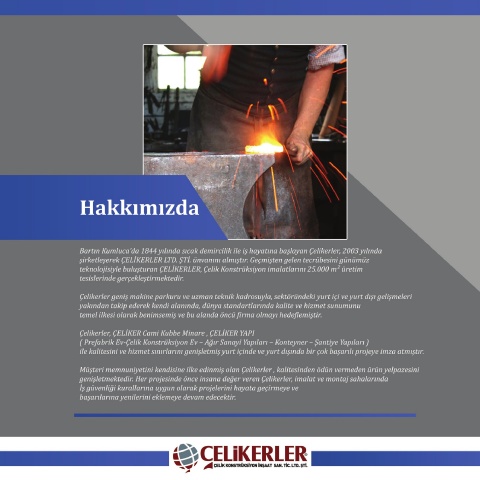 Hakkımızda
Bartın Kumluca'da 1844 yılında sıcak demircilik ile iş hayatına başlayan Çelikerler, 2003 yılında
şirketleşerek ÇELİKERLER LTD. ŞTİ. ünvanını almıştır. Geçmişten gelen tecrübesini günümüz
teknolojisiyle buluşturan ÇELİKERLER, Çelik Konstrüksiyon imalatlarını 25.000 m² üretim
tesislerinde gerçekleştirmektedir.
Çelikerler geniş makine parkuru ve uzman teknik kadrosuyla, sektöründeki yurt içi ve yurt dışı gelişmeleri
yakından takip ederek kendi alanında, dünya standartlarında kalite ve hizmet sunumunu
temel ilkesi olarak benimsemiş ve bu alanda öncü firma olmayı hedeflemiştir.
Çelikerler, ÇELİKER Cami Kubbe Minare , ÇELİKER YAPI
( Prefabrik Ev-Çelik Konstrüksiyon Ev – Ağır Sanayi Yapıları – Konteyner – Şantiye Yapıları )
ile kalitesini ve hizmet sınırlarını genişletmiş yurt içinde ve yurt dışında bir çok başarılı projeye imza atmıştır.
Müşteri memnuniyetini kendisine ilke edinmiş olan Çelikerler , kalitesinden ödün vermeden ürün yelpazesini
genişletmektedir. Her projesinde önce insana değer veren Çelikerler, imalat ve montaj sahalarında
İş güvenliği kurallarına uygun olarak projelerini hayata geçirmeye ve
başarılarına yenilerini eklemeye devam edecektir.
ÇELİKERLER
ÇELİK KONSTRÜKSİYON İNŞAAT SAN. TİC. LTD. ŞTİ.